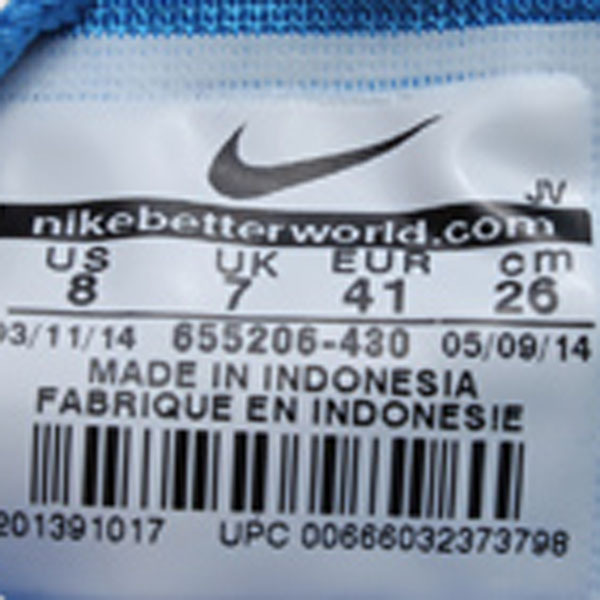 JV
nikebetterworld.com
US UK EUR cm
8 7 41 26
03/11/14 655206-430 05/09/14
MADE IN INDONESIA
FABRIQUE EN INDONESIE
201391017 UPC 00666032373798